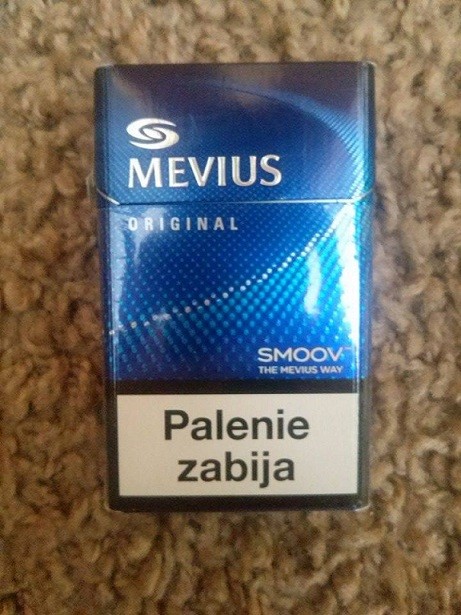 MEVIUS
ORIGINAL
SMOOV
THE MEVIUS WAY
Palenie
zabija